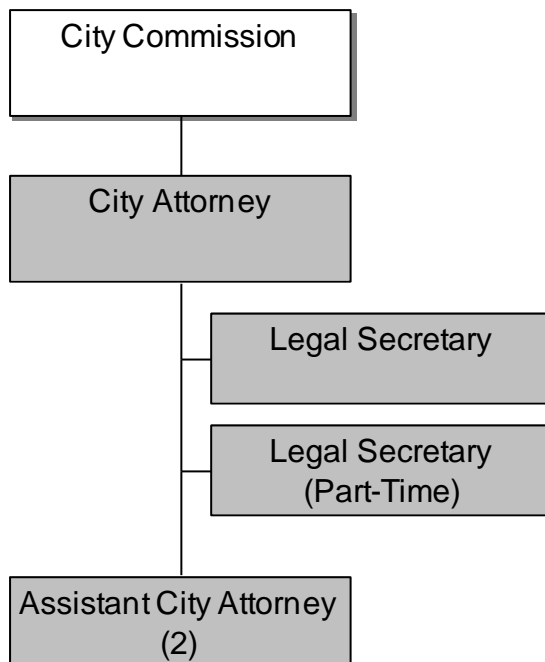 City Commission
City Attorney
Legal Secretary
Legal Secretary
(Part-Time)
Assistant City Attorney
(2)